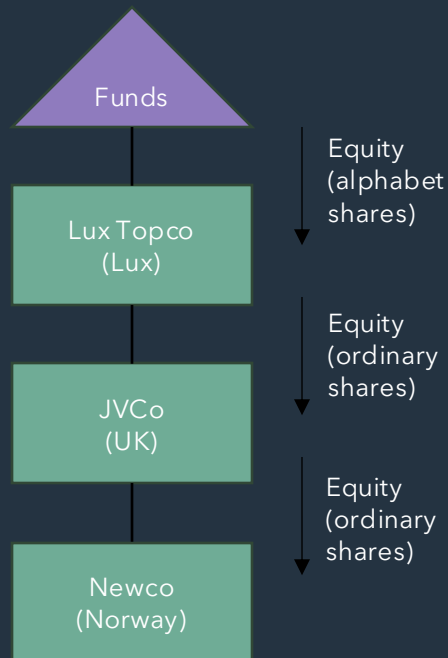 Funds
Equity
(alphabet
shares)
Lux Topco
(Lux)
Equity
(ordinary
shares)
JVCo
(UK)
Equity
(ordinary
shares)
Newco
(Norway)